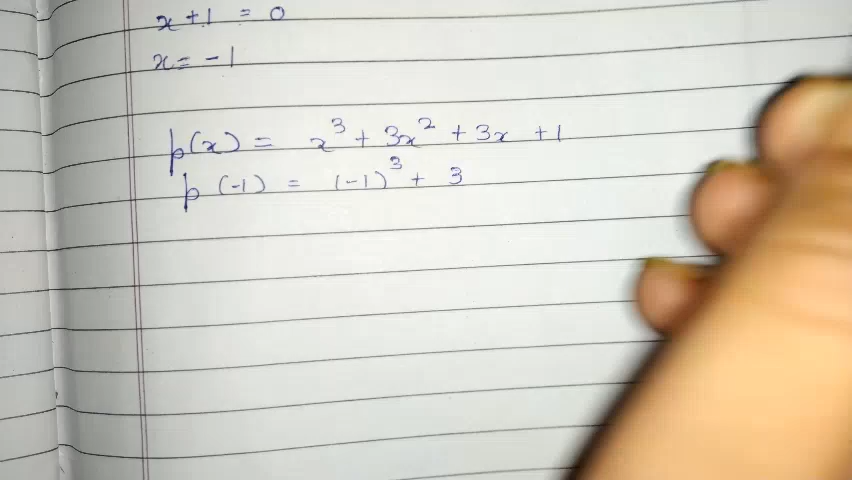 x + 1 = 0
x = -1
p(x) = x³ + 3x² + 3x + 1
p(-1) = (-1)³ + 3